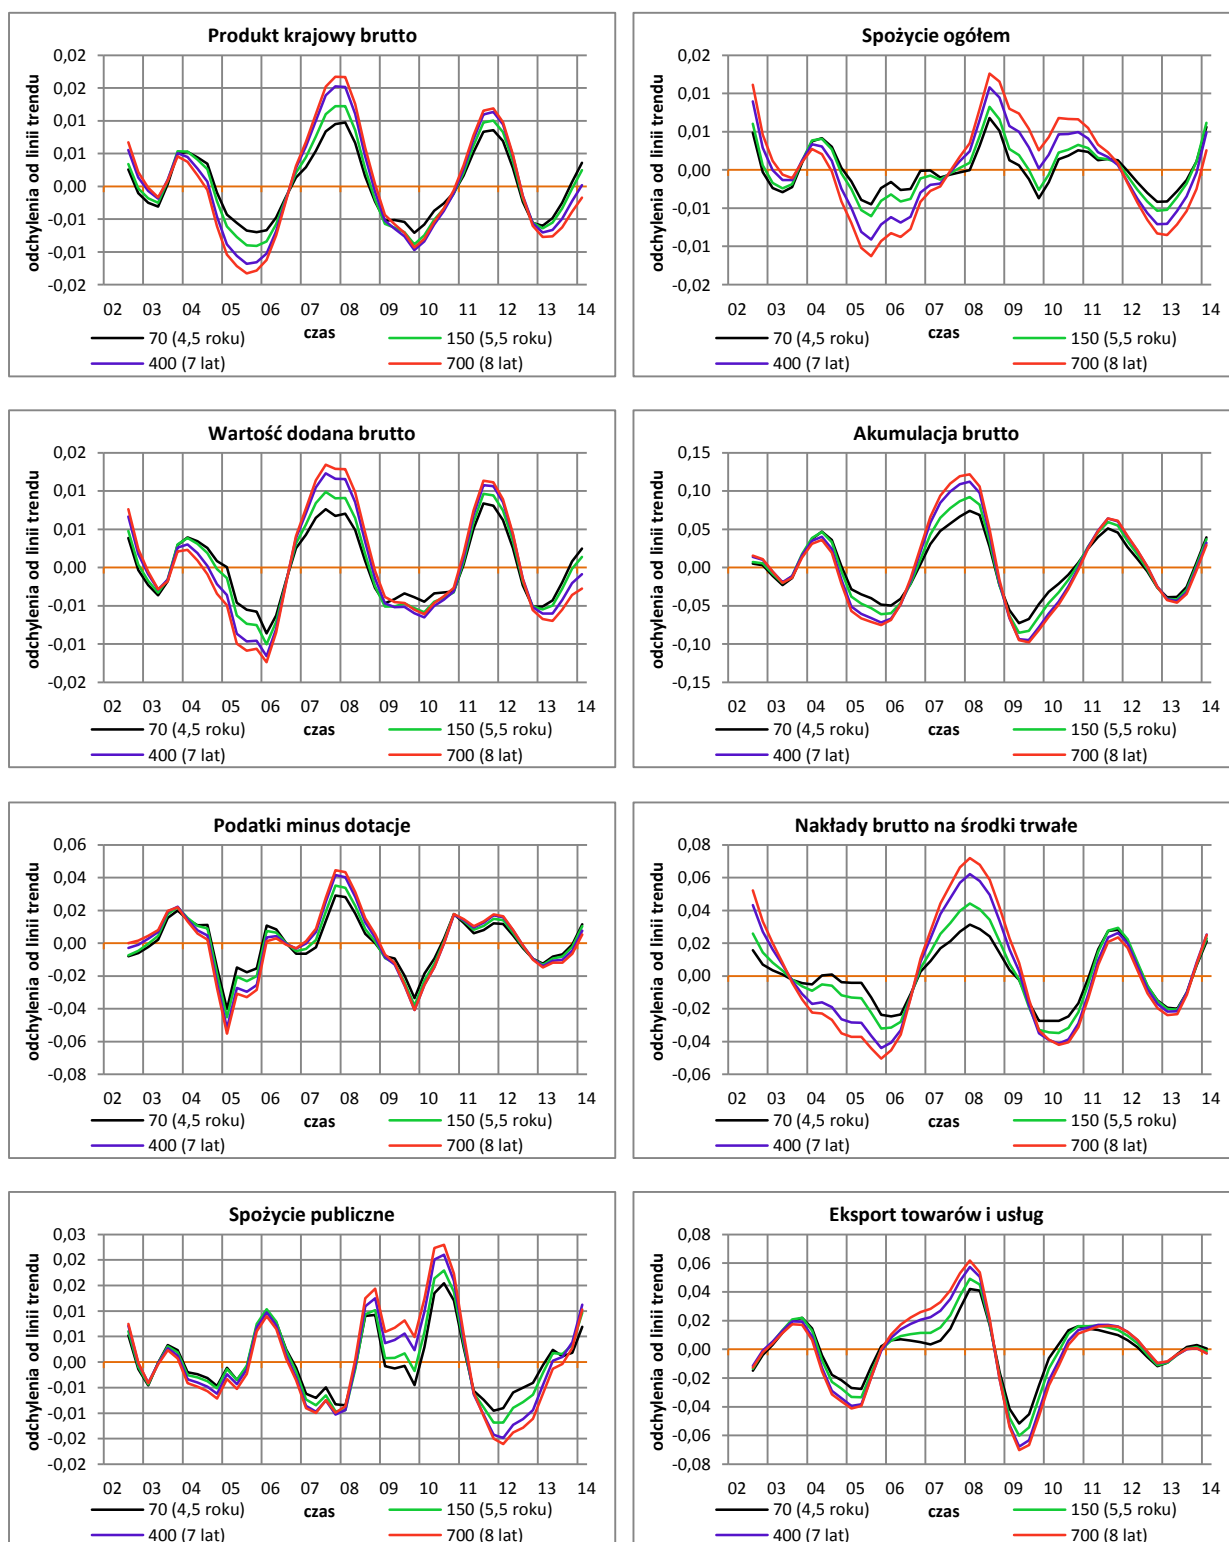 Produkt krajowy brutto
odchylenia od linii trendu
0,02
0,02
0,01
0,01
0,00
-0,01
-0,01
-0,02
02 03 04 05 06 07 08 09 10 11 12 13 14
czas
70 (4,5 roku) 150 (5,5 roku)
400 (7 lat) 700 (8 lat)
Spożycie ogółem
odchylenia od linii trendu
0,02
0,01
0,01
0,00
-0,01
-0,01
-0,02
02 03 04 05 06 07 08 09 10 11 12 13 14
czas
70 (4,5 roku) 150 (5,5 roku)
400 (7 lat) 700 (8 lat)
Wartość dodana brutto
odchylenia od linii trendu
0,02
0,01
0,01
0,00
-0,01
-0,01
-0,02
02 03 04 05 06 07 08 09 10 11 12 13 14
czas
70 (4,5 roku) 150 (5,5 roku)
400 (7 lat) 700 (8 lat)
Akumulacja brutto
odchylenia od linii trendu
0,15
0,10
0,05
0,00
-0,05
-0,10
-0,15
02 03 04 05 06 07 08 09 10 11 12 13 14
czas
70 (4,5 roku) 150 (5,5 roku)
400 (7 lat) 700 (8 lat)
Podatki minus dotacje
odchylenia od linii trendu
0,06
0,04
0,02
0,00
-0,02
-0,04
-0,06
-0,08
02 03 04 05 06 07 08 09 10 11 12 13 14
czas
70 (4,5 roku) 150 (5,5 roku)
400 (7 lat) 700 (8 lat)
Nakłady brutto na środki trwałe
odchylenia od linii trendu
0,08
0,06
0,04
0,02
0,00
-0,02
-0,04
-0,06
02 03 04 05 06 07 08 09 10 11 12 13 14
czas
70 (4,5 roku) 150 (5,5 roku)
400 (7 lat) 700 (8 lat)
Spożycie publiczne
odchylenia od linii trendu
0,03
0,02
0,02
0,01
0,01
0,00
-0,01
-0,01
-0,02
-0,02
02 03 04 05 06 07 08 09 10 11 12 13 14
czas
70 (4,5 roku) 150 (5,5 roku)
400 (7 lat) 700 (8 lat)
Eksport towarów i usług
odchylenia od linii trendu
0,08
0,06
0,04
0,02
0,00
-0,02
-0,04
-0,06
-0,08
02 03 04 05 06 07 08 09 10 11 12 13 14
czas
70 (4,5 roku) 150 (5,5 roku)
400 (7 lat) 700 (8 lat)